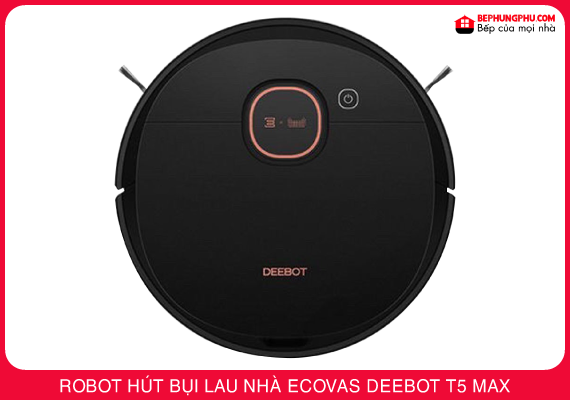 BEPHUNGPHU.COM
Bếp của mọi nhà
DEEBOT
ROBOT HÚT BỤI LAU NHÀ ECOVAS DEEBOT T5 MAX